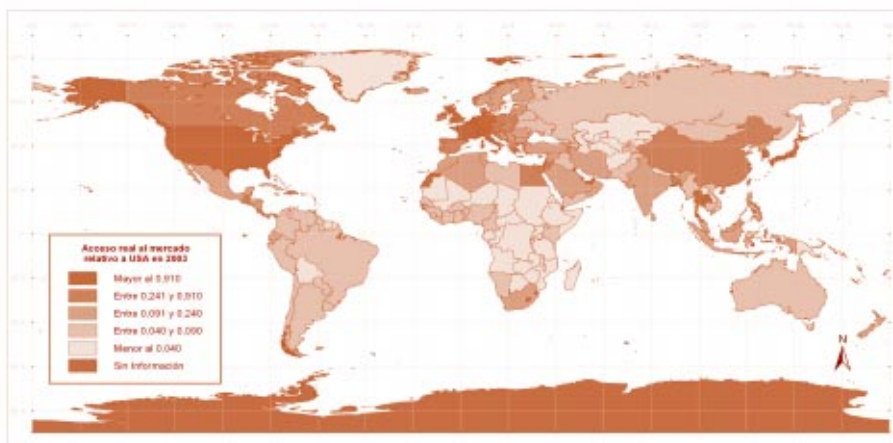 Acceso real al mercado
relativo a USA en 2003
Mayor al 0,910
Entre 0,241 y 0,910
Entre 0,091 y 0,240
Entre 0,040 y 0,090
Menor al 0,040
Sin Información
N